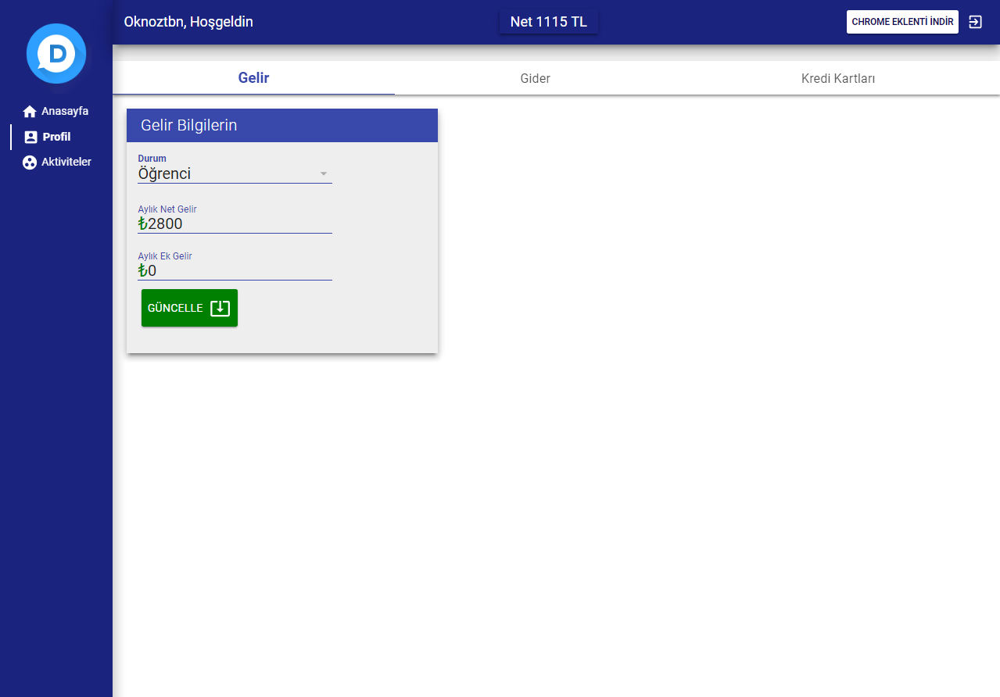 Oknoztbn, Hoşgeldin
Net 1115 TL
CHROME EKLENTİ İNDİR
D
Anasayfa
Profil
Aktiviteler
Gelir
Gider
Kredi Kartları
Gelir Bilgilerin
Durum
Öğrenci
Aylık Net Gelir
₺2800
Aylık Ek Gelir
₺0
GÜNCELLE